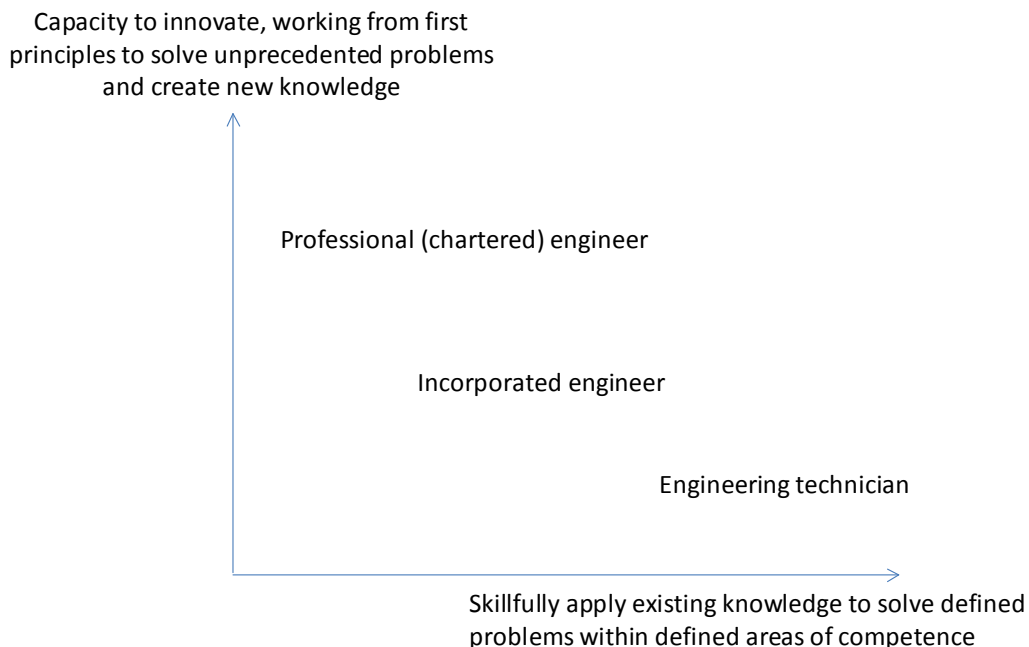 Capacity to innovate, working from first
principles to solve unprecedented problems
and create new knowledge
Professional (chartered) engineer
Incorporated engineer
Engineering technician
Skillfully apply existing knowledge to solve defined
problems within defined areas of competence